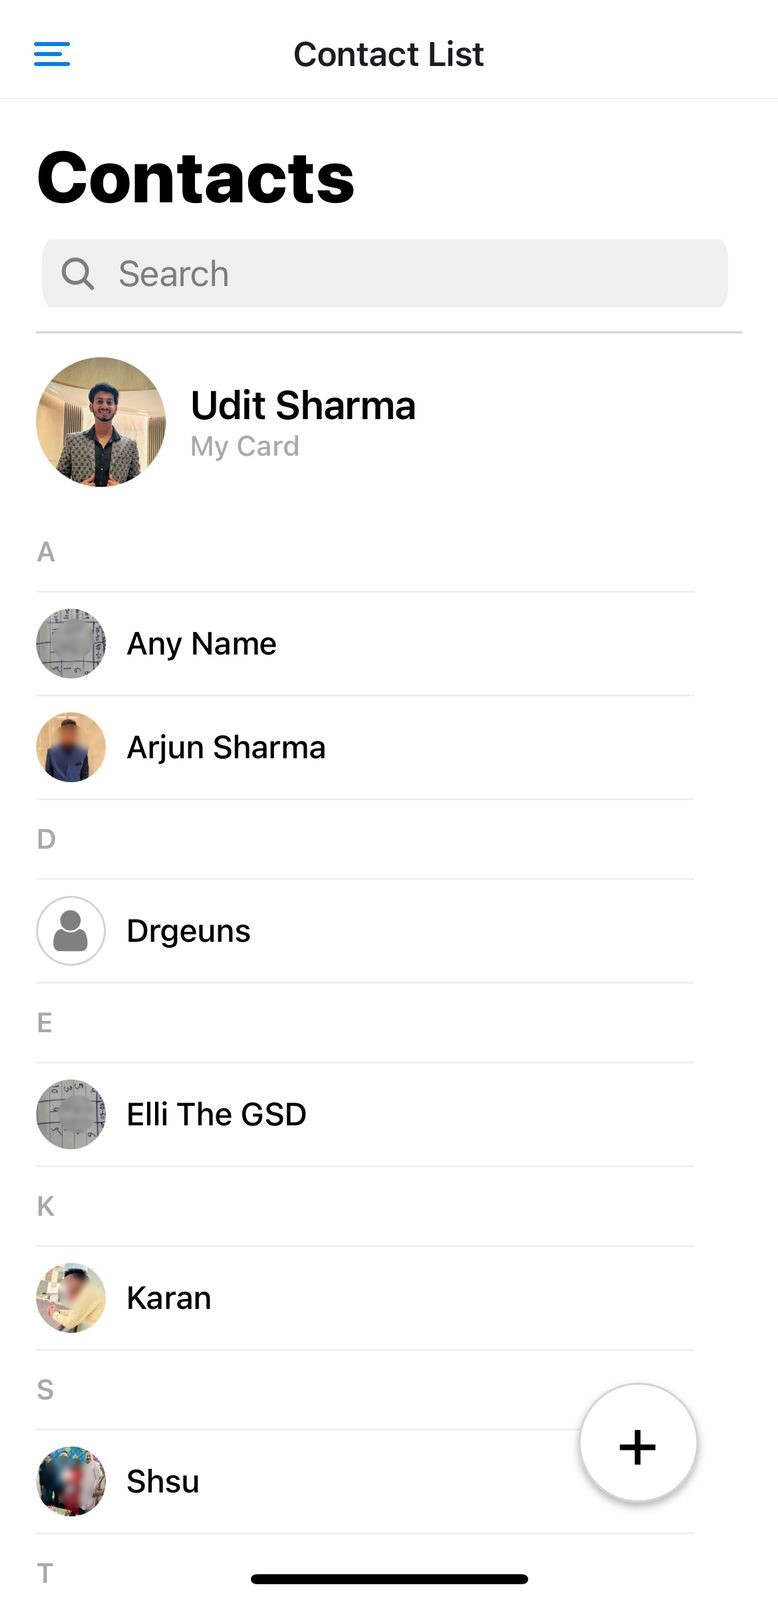 Contact List
Contacts
Search
Udit Sharma
My Card
A
Any Name
Arjun Sharma
D
Drgeuns
E
Elli The GSD
K
Karan
S
Shsu
T